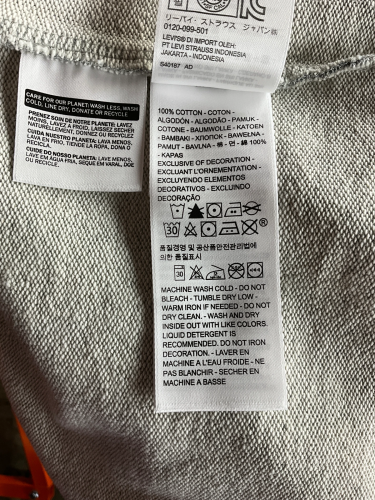 リーバイ・ストラウス ジャパン㈱
0120-099-501
LEVI'S® DI IMPORT OLEH:
PT LEVI STRAUSS INDONESIA
JAKARTA - INDONESIA
S40187 AD
CARE FOR OUR PLANET: WASH LESS, WASH
COLD, LINE DRY, DONATE OR RECYCLE
PRENEZ SOIN DE NOTRE PLANETE: LAVEZ
MOINS, LAVEZ A FROID, LAISSEZ SECHER
NATURELLEMENT, DONNEZ OU RECYCLEZ
CUIDA NUESTRO PLANETA: LAVA MENOS,
LAVA EN FRIO, TIENDE LA ROPA, DONA O
RECICLA
CUIDE DO NOSSO PLANETA: LAVE MENOS,
LAVE EM AGUA FRIA, SEQUE EM VARAL, DOE
OU RECICLE
100% COTTON - COTON -
ALGODÓN - ALGODÃO - PAMUK -
COTONE - BAUMWOLLE - KATOEN
- BAMBAKI - ХЛОПОК - BAWEŁNA -
PAMUT - BAVLNA - 棉 - 면 - 綿 100%
- KAPAS
EXCLUSIVE OF DECORATION -
EXCLUANT L'ORNEMENTATION -
EXCLUYENDO ELEMENTOS
DECORATIVOS - EXCLUINDO
DECORAÇÃO
30
품질경영 및 공산품안전관리법에
의한 품질표시
30
MACHINE WASH COLD - DO NOT
BLEACH - TUMBLE DRY LOW -
WARM IRON IF NEEDED - DO NOT
DRY CLEAN. - WASH AND DRY
INSIDE OUT WITH LIKE COLORS.
LIQUID DETERGENT IS
RECOMMENDED. DO NOT IRON
DECORATION. - LAVER EN
MACHINE A L'EAU FROIDE - NE
PAS BLANCHIR - SECHER EN
MACHINE A BASSE